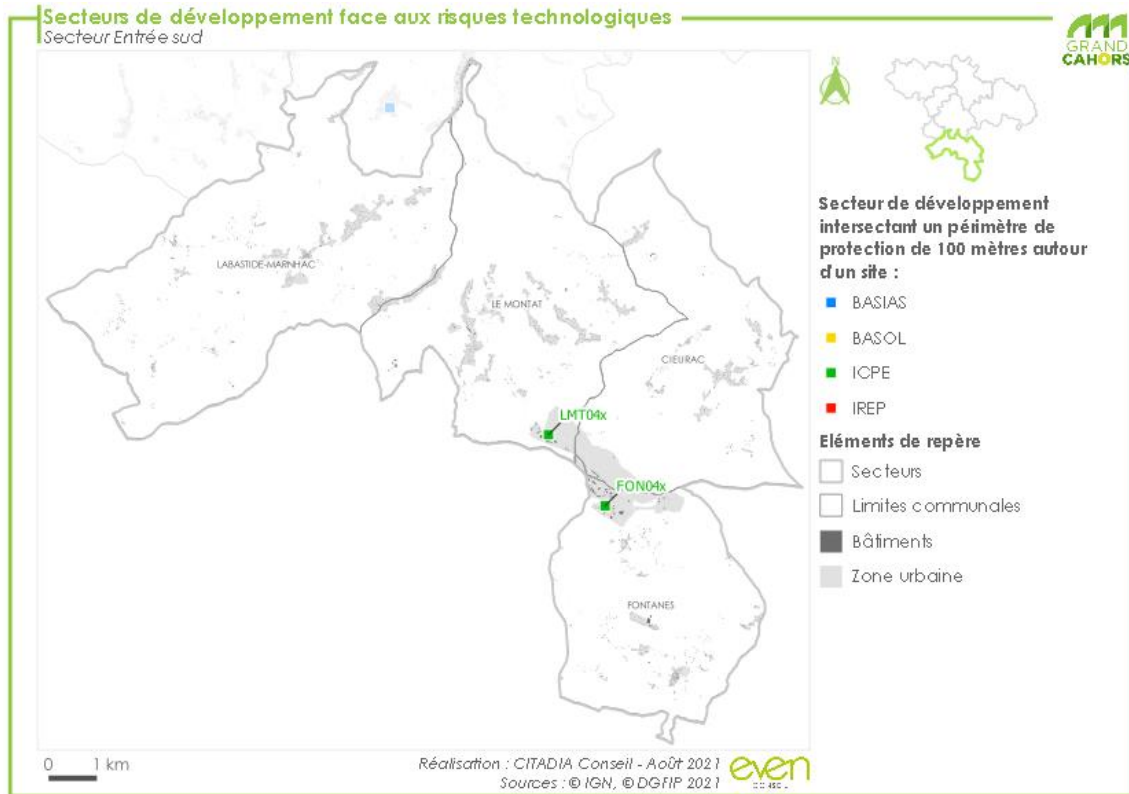 Secteurs de développement face aux risques technologiques
Secteur Entrée sud
GRAND
CAHORS
N
Secteur de développement
intersectant un périmètre de
protection de 100 mètres autour
d'un site :
BASIAS
BASOL
ICPE
IREP
Eléments de repère
Secteurs
Limites communales
Bâtiments
Zone urbaine
LABASTIDE-MARNHAC
LE MONTAT
CIEURAC
LMT04x
FON04x
FONTANES
0 1 km
Réalisation : CITADIA Conseil - Août 2021
Sources : © IGN, © DGFIP 2021
even